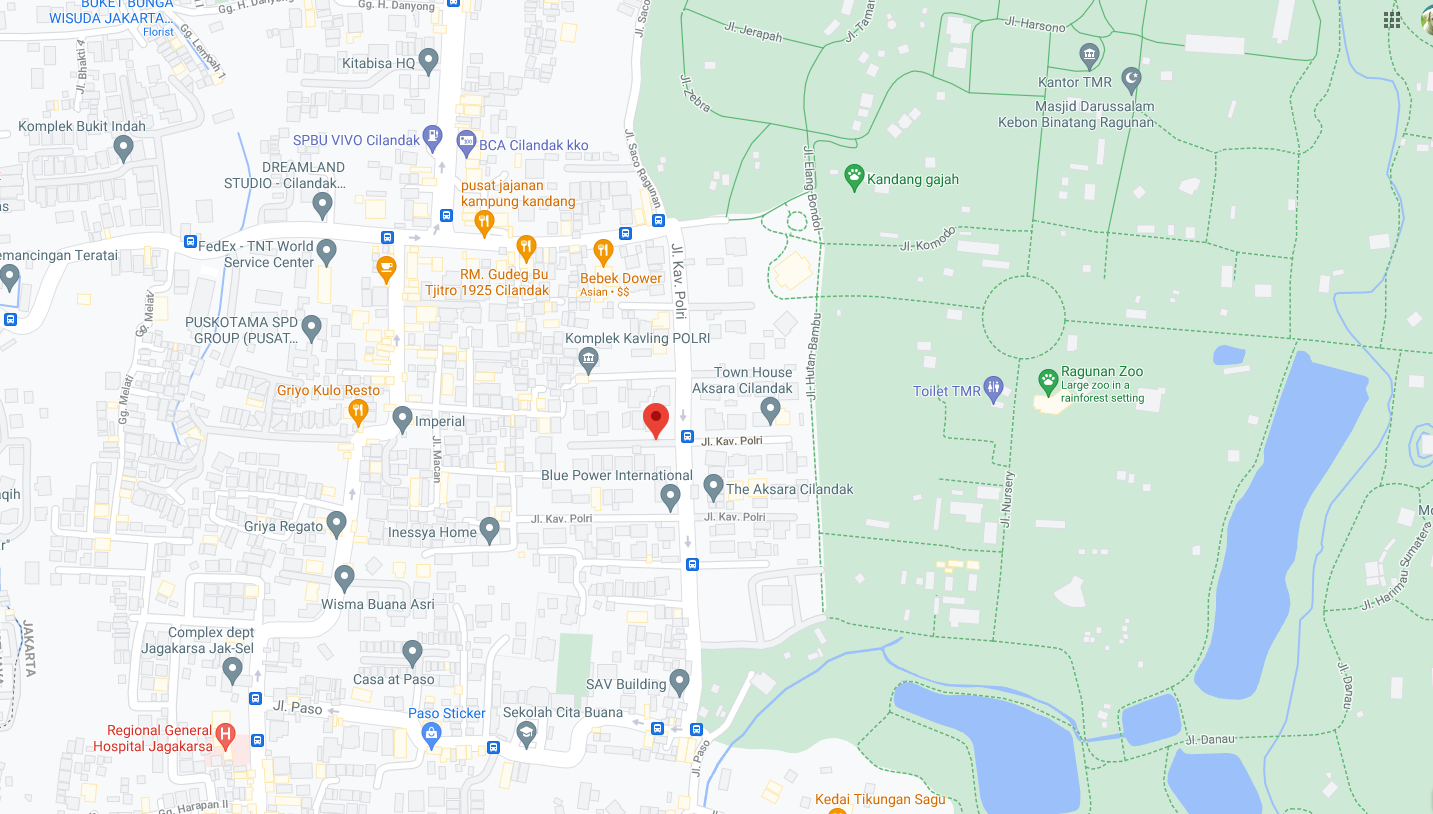 BUKET BUNGA
WISUDA JAKARTA...
Florist
Gg. H. Danyong
Gg. H. Danyong
Jl. Saco
Jl. Jerapah
Jl. Taman
Jl. Harsono
Gg. Lembah 1
Jl. Bhakti 4
Kitabisa HQ
Kantor TMR
Jl. Zebra
Masjid Darussalam
Kebon Binatang Ragunan
Komplek Bukit Indah
SPBU VIVO Cilandak
BCA Cilandak kko
Jl. Saco Ragunan
DREAMLAND
STUDIO - Cilandak...
pusat jajanan
kampung kandang
Jl. Elang Bondol
Kandang gajah
as
FedEx - TNT World
Service Center
Jl. Kav. Polri
Jl. Komodo
emancingan Teratai
RM. Gudeg Bu
Tjitro 1925 Cilandak
Bebek Dower
Asian • $$
Gg. Melati
PUSKOTAMA SPD
GROUP (PUSAT...
Komplek Kavling POLRI
Jl. Hutan Bambu
Town House
Aksara Cilandak
Ragunan Zoo
Large zoo in a
rainforest setting
Toilet TMR
Gg. Melati
Griyo Kulo Resto
Imperial
Jl. Macan
Jl. Kav. Polri
Blue Power International
The Aksara Cilandak
Jl. Nursery
aqih
Griya Regato
Inessya Home
Jl. Kav. Polri
Jl. Kav. Polri
Mo
ar"
Jl. Harimau Sumatera
Wisma Buana Asri
JAKARTA
Complex dept
Jagakarsa Jak-Sel
Casa at Paso
SAV Building
Jl. Danau
Jl. Paso
Paso Sticker
Sekolah Cita Buana
Regional General
Hospital Jagakarsa
Jl. Paso
Jl. Danau
Gg. Harapan II
Kedai Tikungan Sagu